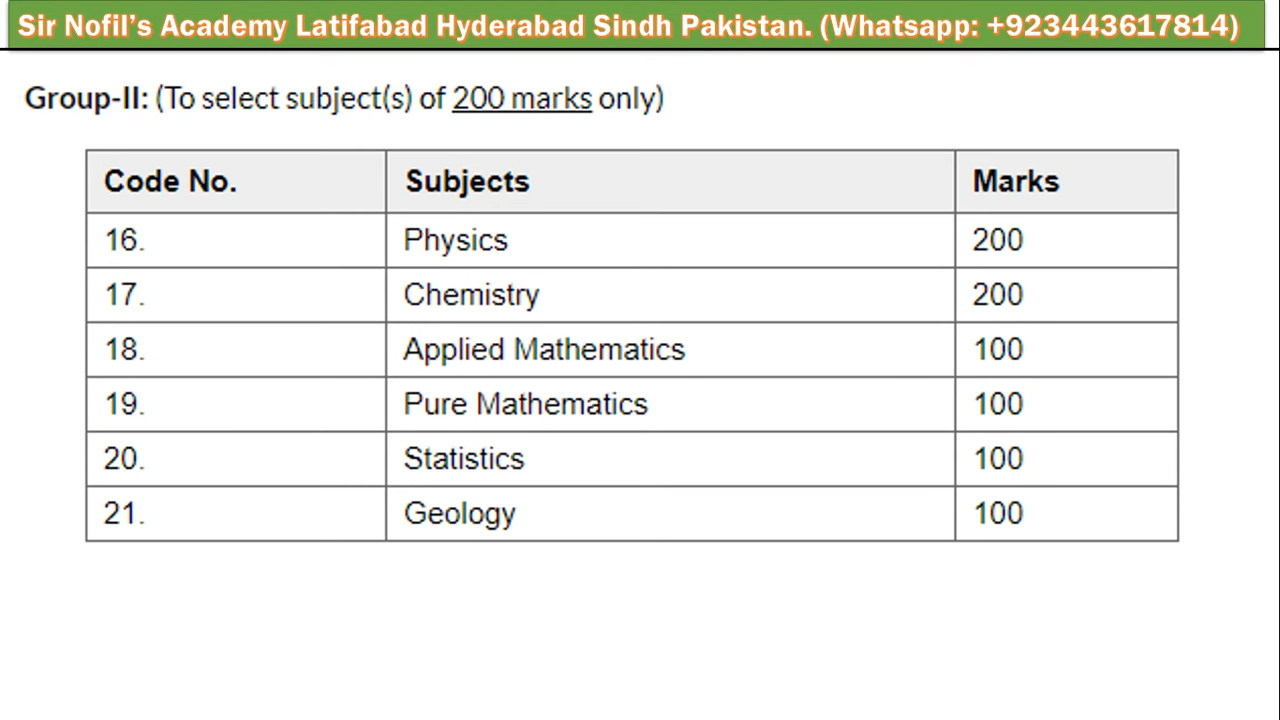 Sir Nofil's Academy Latifabad Hyderabad Sindh Pakistan. (Whatsapp: +923443617814)
Group-II: (To select subject(s) of 200 marks only)
Code No. Subjects Marks
16. Physics 200
17. Chemistry 200
18. Applied Mathematics 100
19. Pure Mathematics 100
20. Statistics 100
21. Geology 100